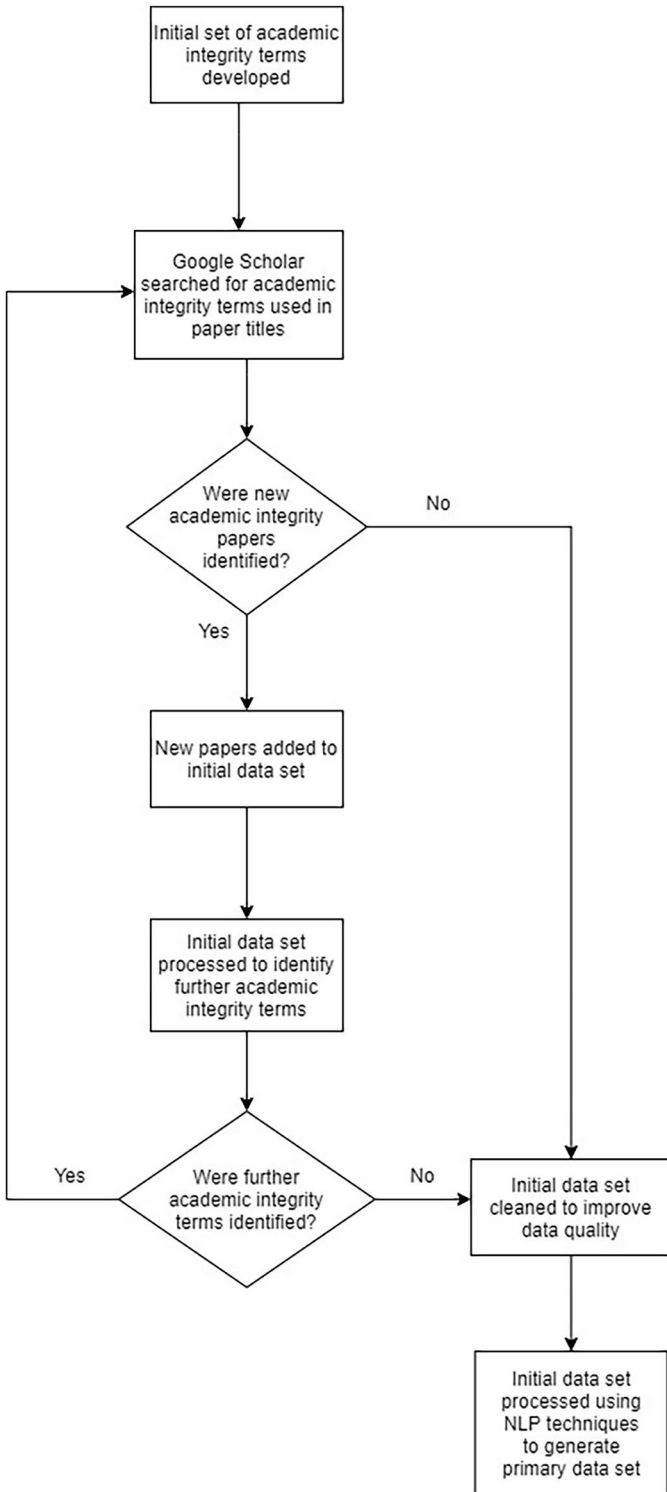 Initial set of academic
integrity terms
developed
Google Scholar
searched for academic
integrity terms used in
paper titles
Were new
academic integrity
papers
identified?
No
Yes
New papers added to
initial data set
Initial data set
processed to identify
further academic
integrity terms
Yes
Were further
academic integrity
terms identified?
No
Initial data set
cleaned to improve
data quality
Initial data set
processed using
NLP techniques
to generate
primary data set